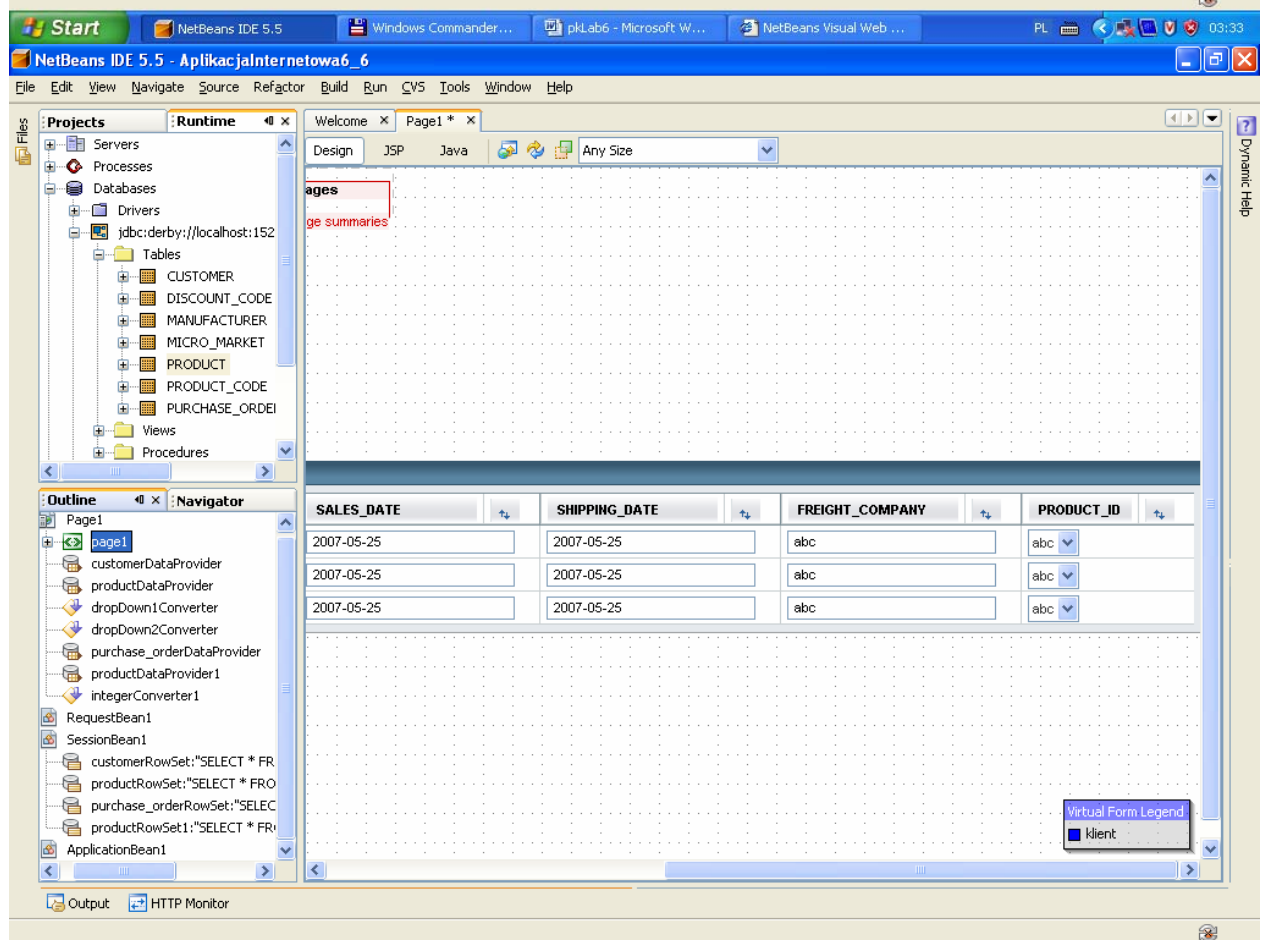 Start NetBeans IDE 5.5 Windows Commander... pkLab6 - Microsoft W... NetBeans Visual Web ... PL 03:33
NetBeans IDE 5.5 - AplikacjaInternetowa6_6
File Edit View Navigate Source Refactor Build Run CVS Tools Window Help
Files
Projects Runtime
Servers
Processes
Databases
Drivers
jdbc:derby://localhost:152
Tables
CUSTOMER
DISCOUNT_CODE
MANUFACTURER
MICRO_MARKET
PRODUCT
PRODUCT_CODE
PURCHASE_ORDE
Views
Procedures
Outline Navigator
Page1
page1
customerDataProvider
productDataProvider
dropDown1Converter
dropDown2Converter
purchase_orderDataProvider
productDataProvider1
integerConverter1
RequestBean1
SessionBean1
customerRowSet:"SELECT * FR
productRowSet:"SELECT * FRO
purchase_orderRowSet:"SELEC
productRowSet1:"SELECT * FR
ApplicationBean1
Welcome Page1 *
Design JSP Java Any Size
ages
ge summaries
SALES_DATE SHIPPING_DATE FREIGHT_COMPANY PRODUCT_ID
2007-05-25 2007-05-25 abc abc
2007-05-25 2007-05-25 abc abc
2007-05-25 2007-05-25 abc abc
Virtual Form Legend
klient
Dynamic Help
Output HTTP Monitor